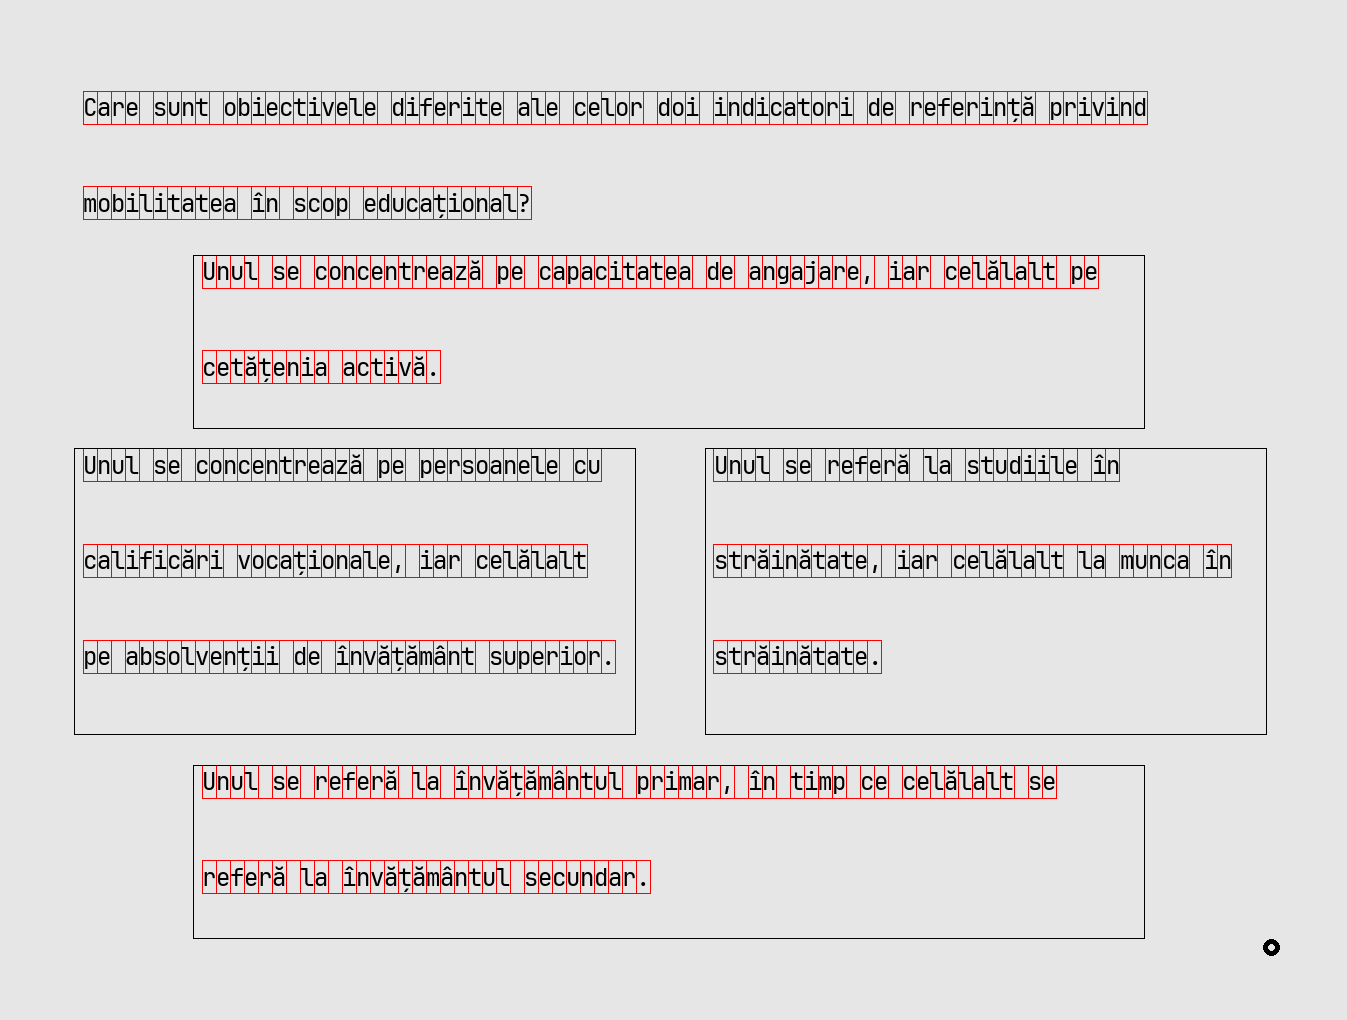 Care sunt obiectivele diferite ale celor doi indicatori de referință privind
mobilitatea în scop educațional?
Unul se concentrează pe capacitatea de angajare, iar celălalt pe
cetățenia activă.
Unul se concentrează pe persoanele cu
calificări vocaționale, iar celălalt
pe absolvenții de învățământ superior.
Unul se referă la studiile în
străinătate, iar celălalt la munca în
străinătate.
Unul se referă la învățământul primar, în timp ce celălalt se
referă la învățământul secundar.